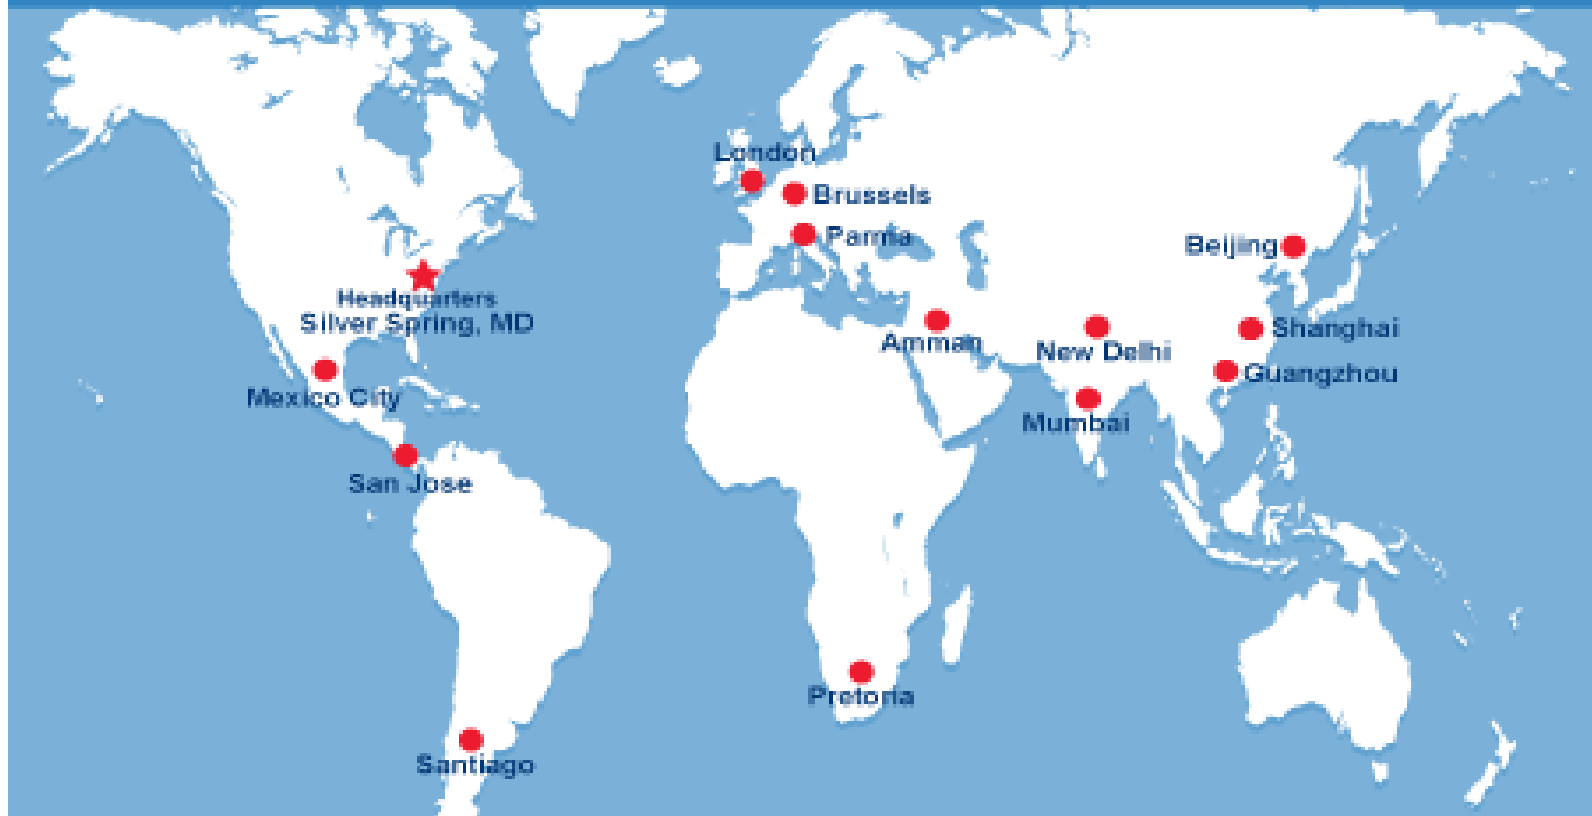 London
Brussels
Parma
Beijing
Headquarters
Silver Spring, MD
Amman
New Delhi
Shanghai
Guangzhou
Mexico City
Mumbai
San Jose
Pretoria
Santiago